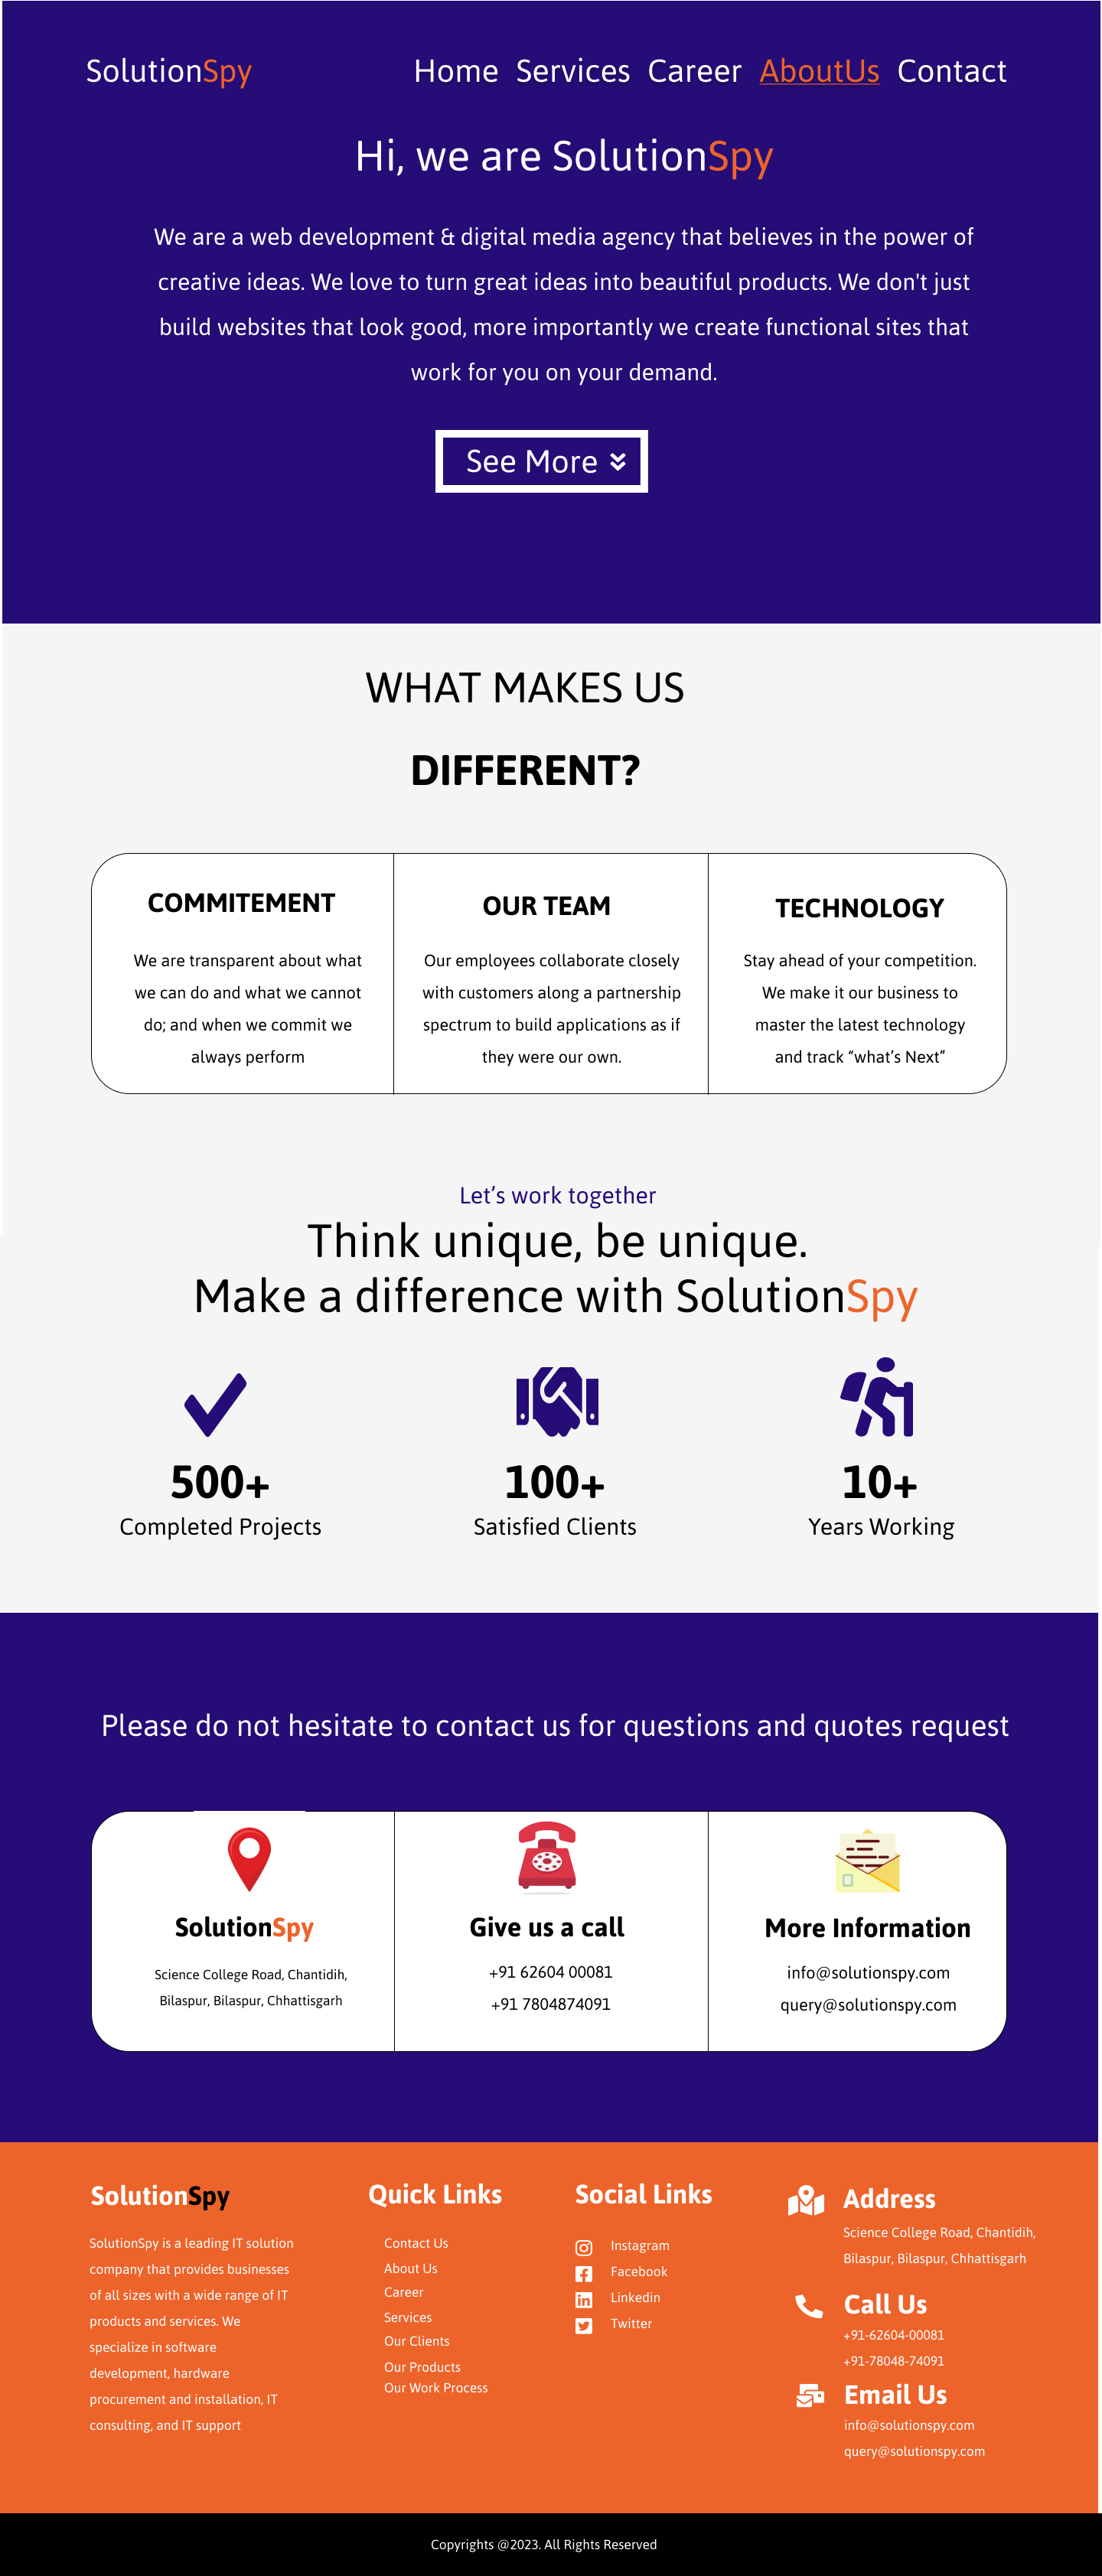 SolutionSpy
Home Services Career AboutUs Contact
Hi, we are SolutionSpy
We are a web development & digital media agency that believes in the power of
creative ideas. We love to turn great ideas into beautiful products. We don't just
build websites that look good, more importantly we create functional sites that
work for you on your demand.
See More
WHAT MAKES US
DIFFERENT?
COMMITEMENT
We are transparent about what
we can do and what we cannot
do; and when we commit we
always perform
OUR TEAM
Our employees collaborate closely
with customers along a partnership
spectrum to build applications as if
they were our own.
TECHNOLOGY
Stay ahead of your competition.
We make it our business to
master the latest technology
and track “what’s Next”
Let’s work together
Think unique, be unique.
Make a difference with SolutionSpy
500+
Completed Projects
100+
Satisfied Clients
10+
Years Working
Please do not hesitate to contact us for questions and quotes request
SolutionSpy
Science College Road, Chantidih,
Bilaspur, Bilaspur, Chhattisgarh
Give us a call
+91 62604 00081
+91 7804874091
More Information
info@solutionspy.com
query@solutionspy.com
SolutionSpy
SolutionSpy is a leading IT solution
company that provides businesses
of all sizes with a wide range of IT
products and services. We
specialize in software
development, hardware
procurement and installation, IT
consulting, and IT support
Quick Links
Contact Us
About Us
Career
Services
Our Clients
Our Products
Our Work Process
Social Links
Instagram
Facebook
Linkedin
Twitter
Address
Science College Road, Chantidih,
Bilaspur, Bilaspur, Chhattisgarh
Call Us
+91-62604-00081
+91-78048-74091
Email Us
info@solutionspy.com
query@solutionspy.com
Copyrights @2023. All Rights Reserved